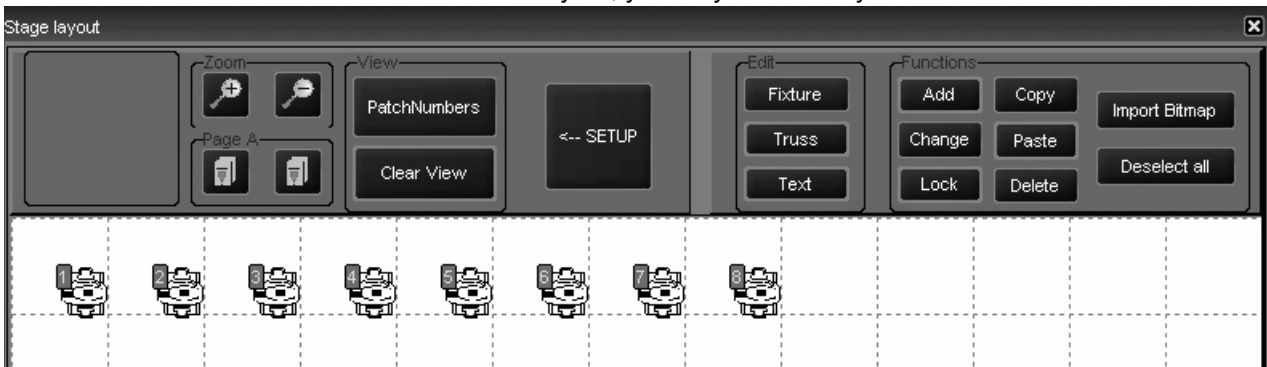 Stage layout
Zoom
View
PatchNumbers
Clear View
Page A
<-- SETUP
Edit
Fixture
Truss
Text
Functions
Add
Copy
Change
Paste
Lock
Delete
Import Bitmap
Deselect all
1 2 3 4 5 6 7 8